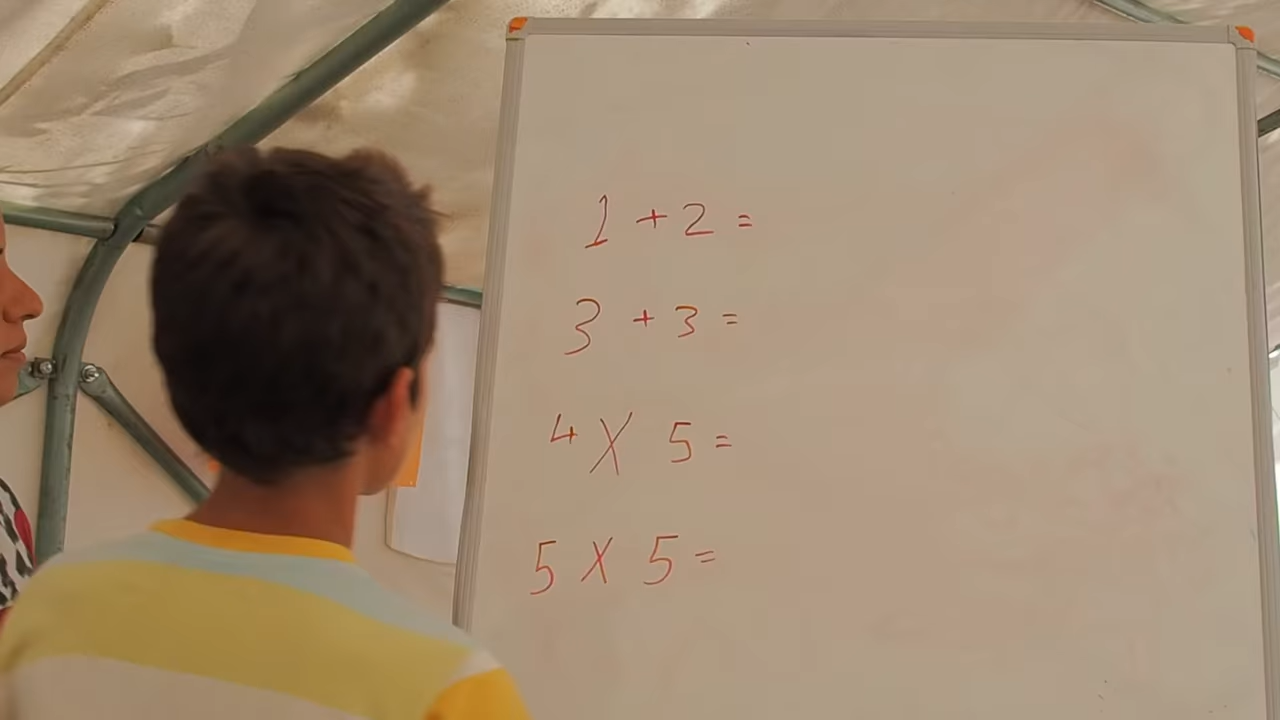 1 + 2 =
3 + 3 =
4 X 5 =
5 X 5 =